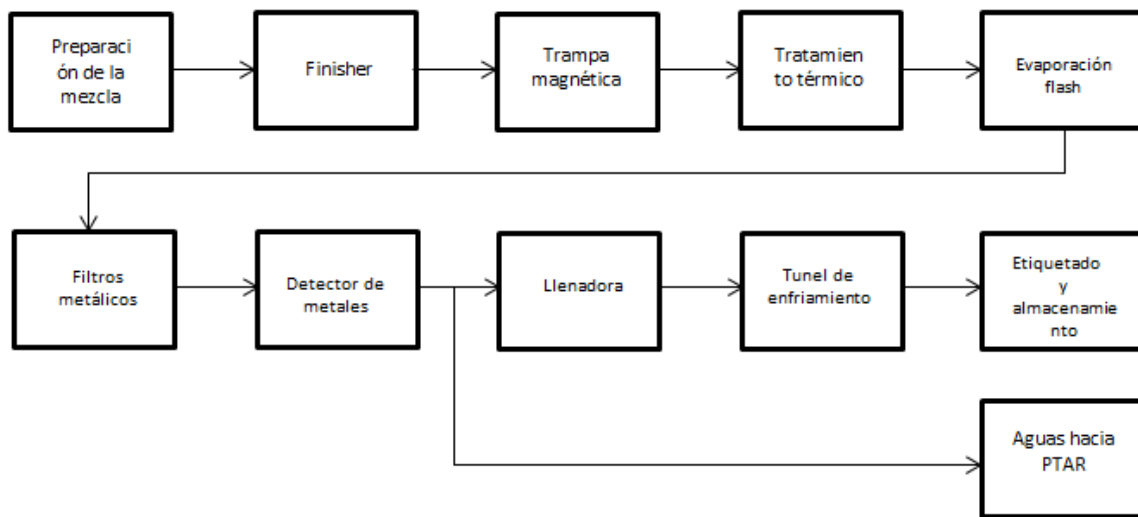 Preparaci
ón de la
mezcla
Finisher
Trampa
magnética
Tratamien
to térmico
Evaporación
flash
Filtros
metálicos
Detector de
metales
Llenadora
Tunel de
enfriamiento
Etiquetado
y
almacenamie
nto
Aguas hacia
PTAR